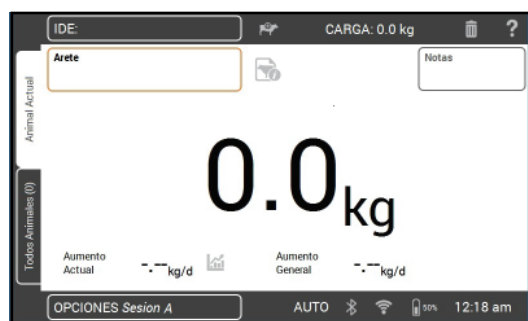 IDE:
CARGA: 0.0 kg
?
Arete
Notas
Animal Actual
0.0kg
Todos Animales (0)
Aumento Actual -.--kg/d
Aumento General -.--kg/d
OPCIONES Sesion A
AUTO
50%
12:18 am